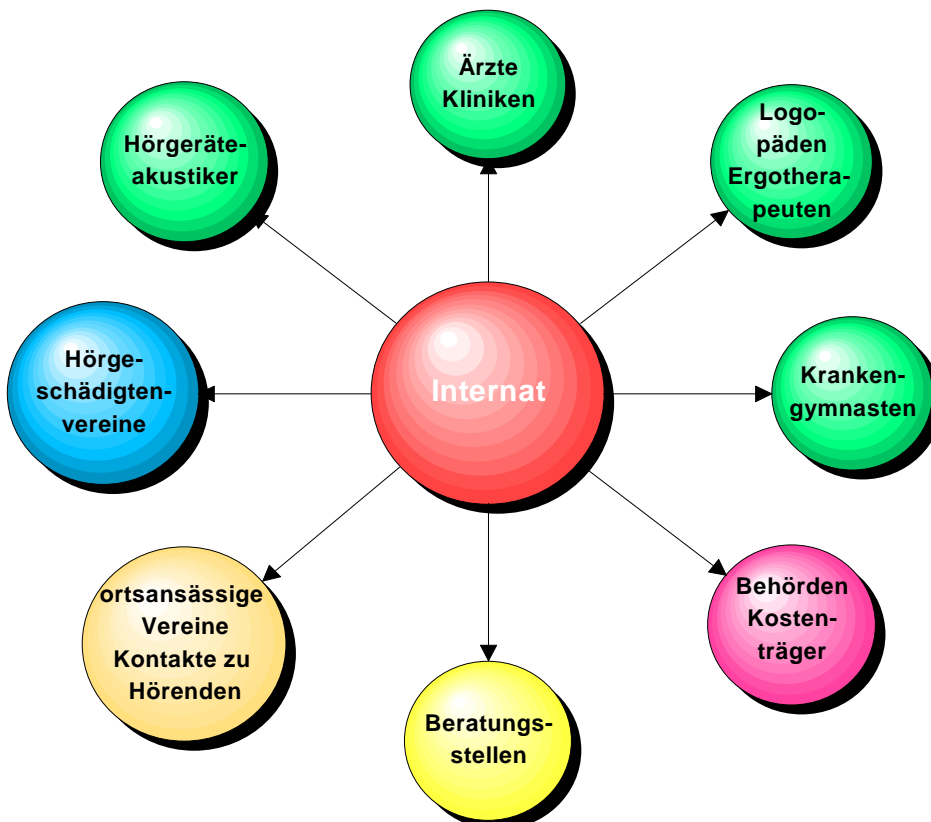 Ärzte
Kliniken
Hörgeräte-
akustiker
Logo-
päden
Ergothera-
peuten
Hörge-
schädigten-
vereine
Internat
Kranken-
gymnasten
ortsansässige
Vereine
Kontakte zu
Hörenden
Behörden
Kosten-
träger
Beratungs-
stellen